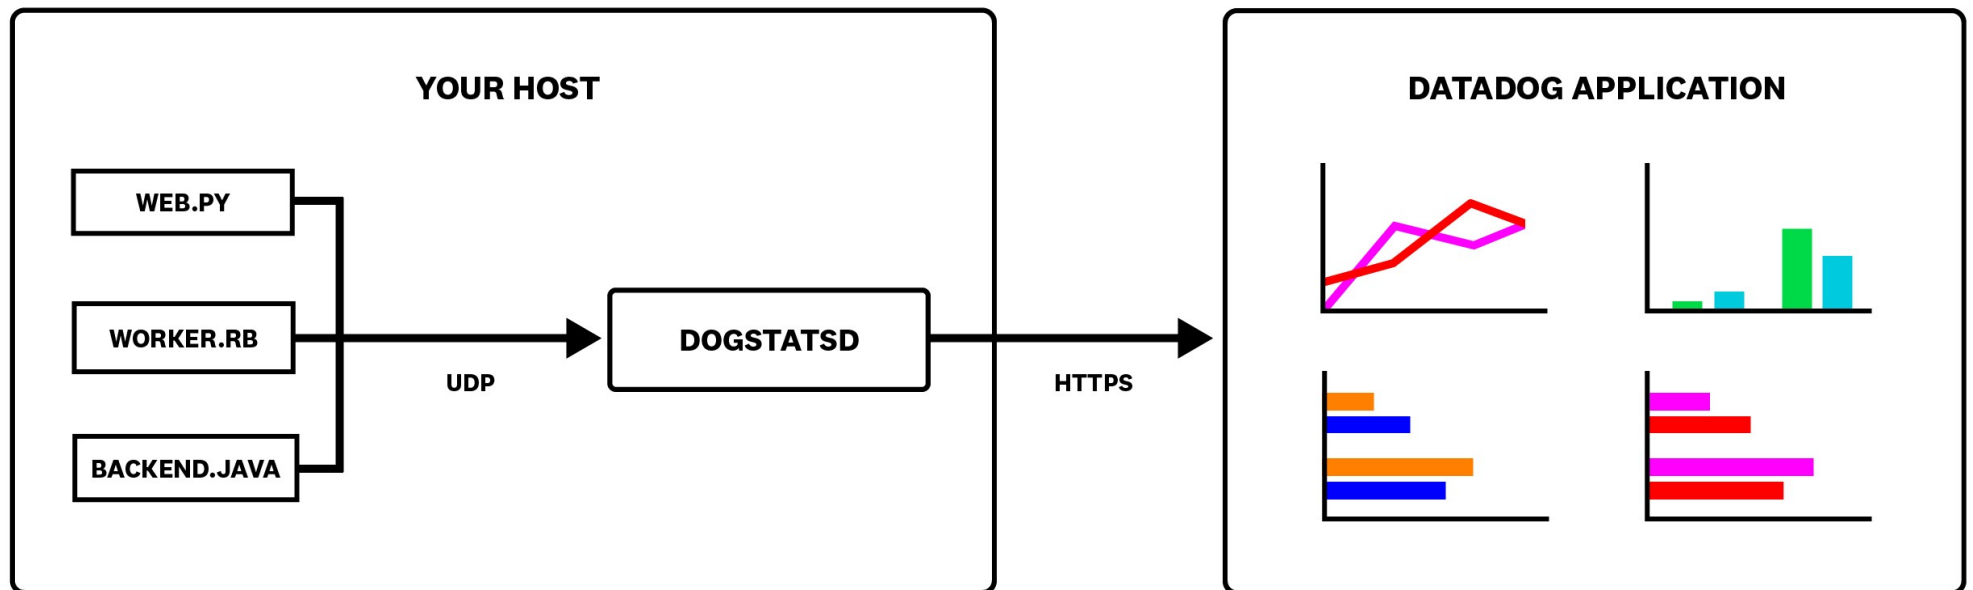 YOUR HOST
WEB.PY
WORKER.RB
BACKEND.JAVA
UDP
DOGSTATSD
HTTPS
DATADOG APPLICATION